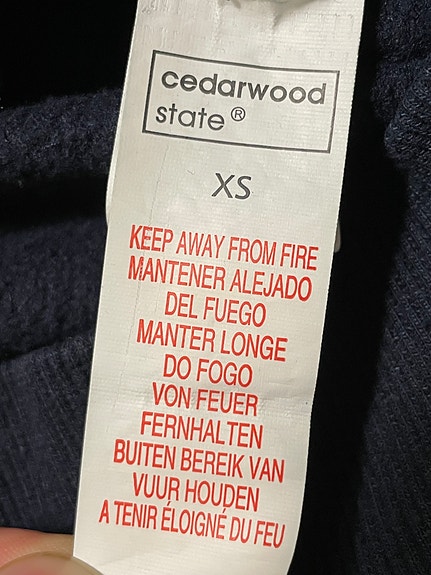 cedarwood
state®
XS
KEEP AWAY FROM FIRE
MANTENER ALEJADO
DEL FUEGO
MANTER LONGE
DO FOGO
VON FEUER
FERNHALTEN
BUITEN BEREIK VAN
VUUR HOUDEN
A TENIR ÉLOIGNÉ DU FEU